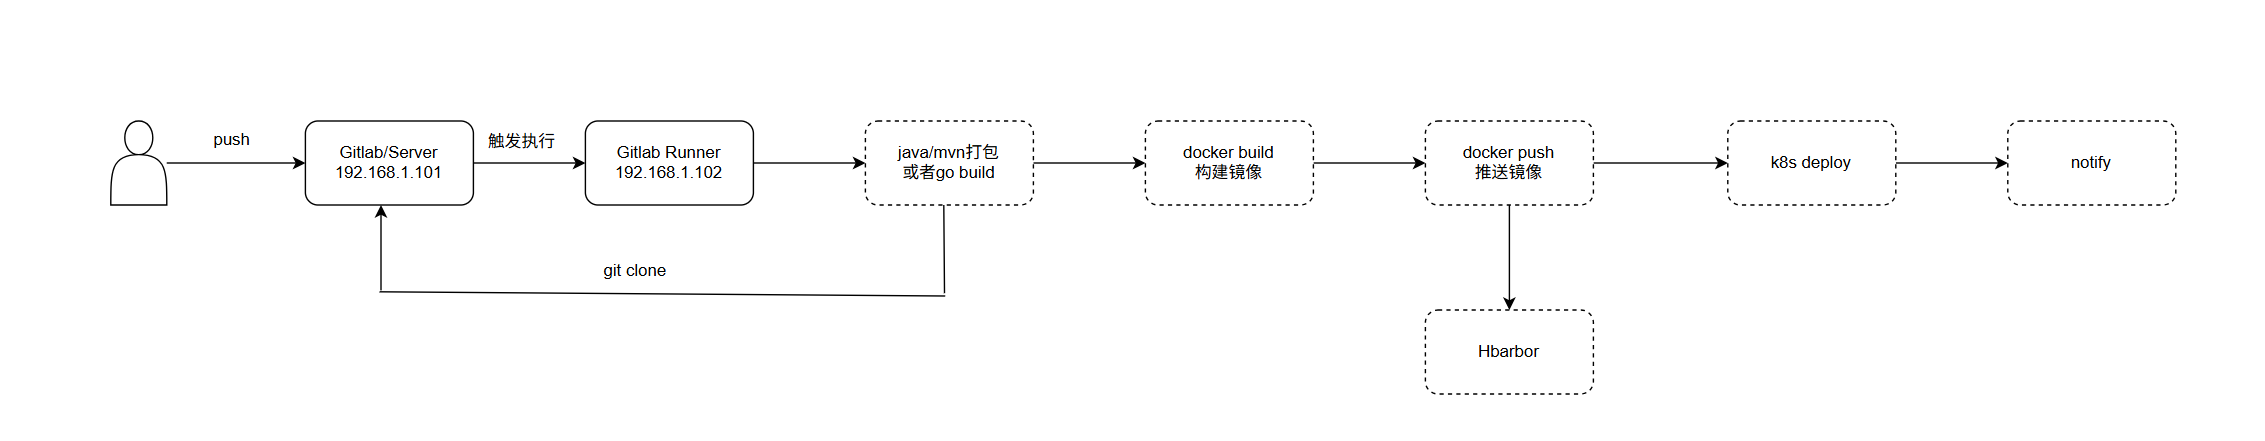 push
Gitlab/Server
192.168.1.101
触发执行
Gitlab Runner
192.168.1.102
java/mvn打包
或者go build
docker build
构建镜像
docker push
推送镜像
k8s deploy
notify
git clone
Hbarbor